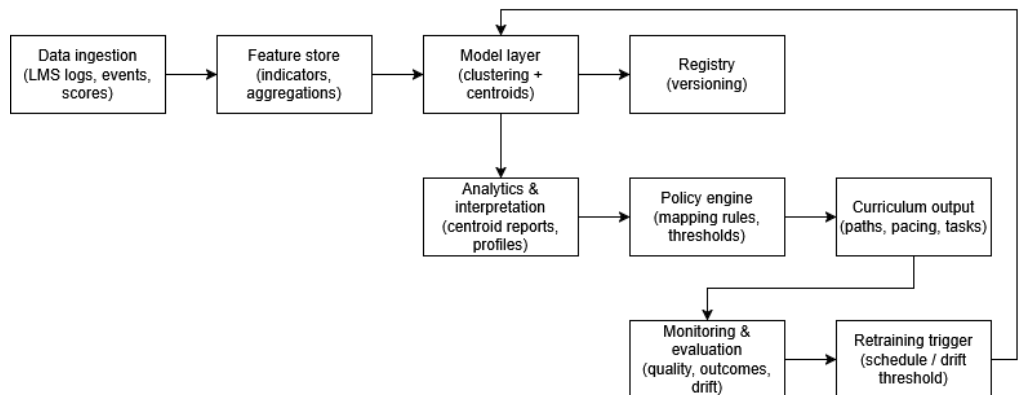 Data ingestion
(LMS logs, events,
scores)
Feature store
(indicators,
aggregations)
Model layer
(clustering +
centroids)
Registry
(versioning)
Analytics &
interpretation
(centroid reports,
profiles)
Policy engine
(mapping rules,
thresholds)
Curriculum output
(paths, pacing, tasks)
Monitoring &
evaluation
(quality, outcomes,
drift)
Retraining trigger
(schedule / drift
threshold)